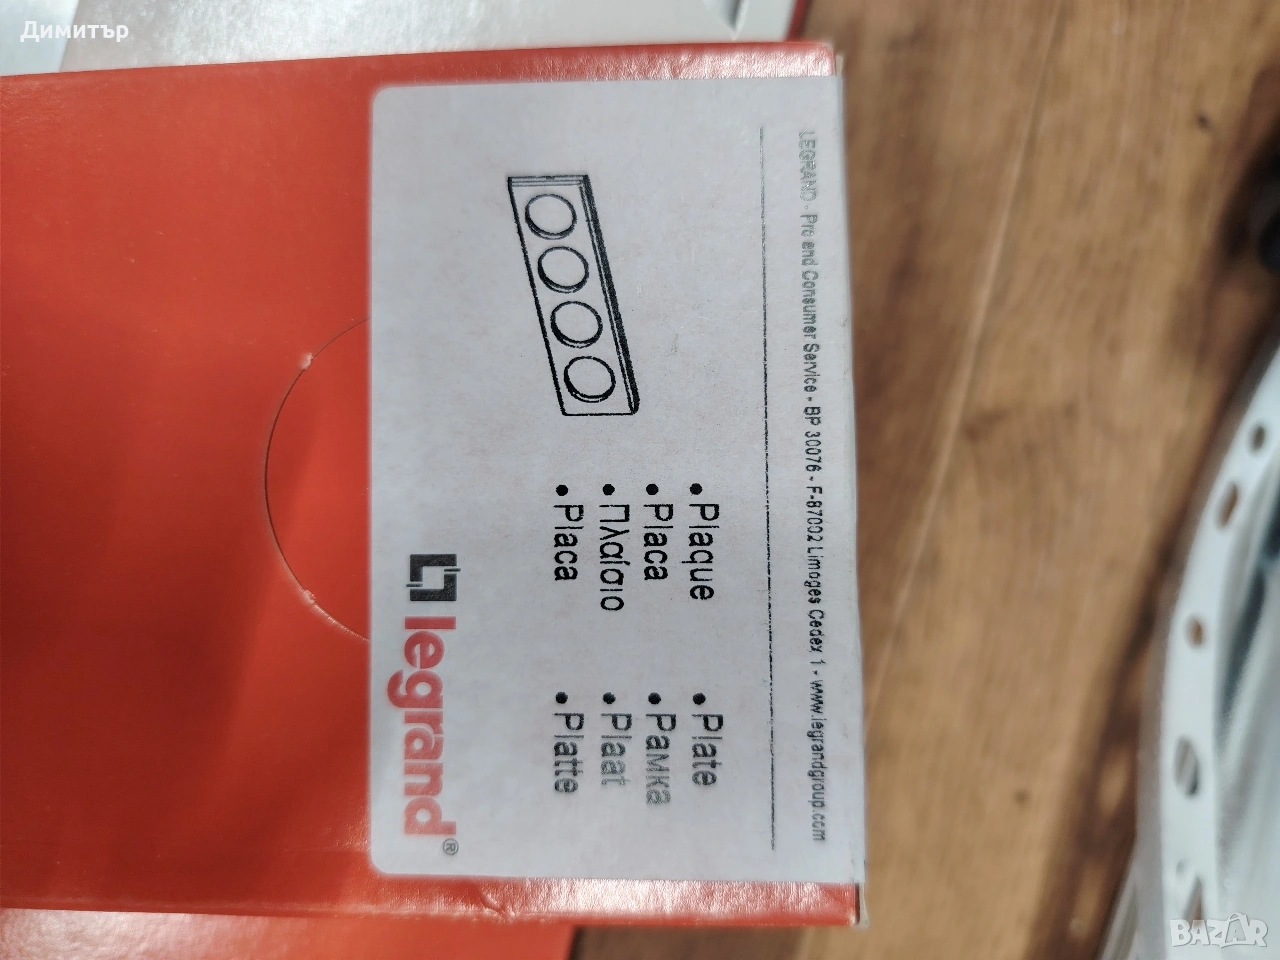 Димитър
LEGRAND - Pro and Consumer Service - BP 30076 - F-87002 Limoges Cedex 1 - www.legrandgroup.com
• Plaque
• Placa
• Πλαίσιο
• Placa
• Plate
• Рамка
• Plaat
• Platte
legrand®
BAZAR